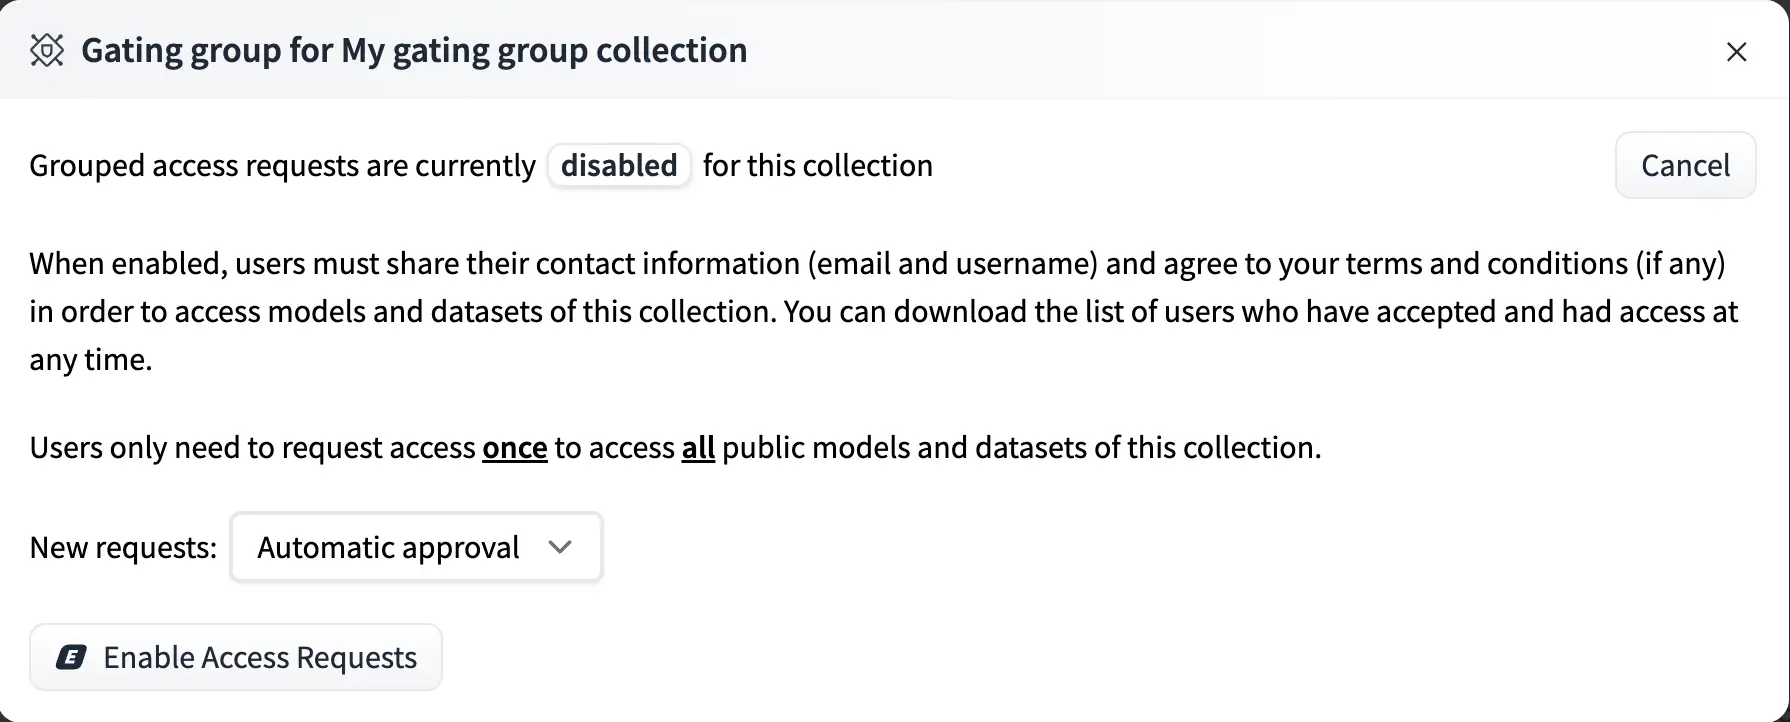 Gating group for My gating group collection
Grouped access requests are currently disabled for this collection
Cancel
When enabled, users must share their contact information (email and username) and agree to your terms and conditions (if any)
in order to access models and datasets of this collection. You can download the list of users who have accepted and had access at
any time.
Users only need to request access once to access all public models and datasets of this collection.
New requests: Automatic approval
E Enable Access Requests